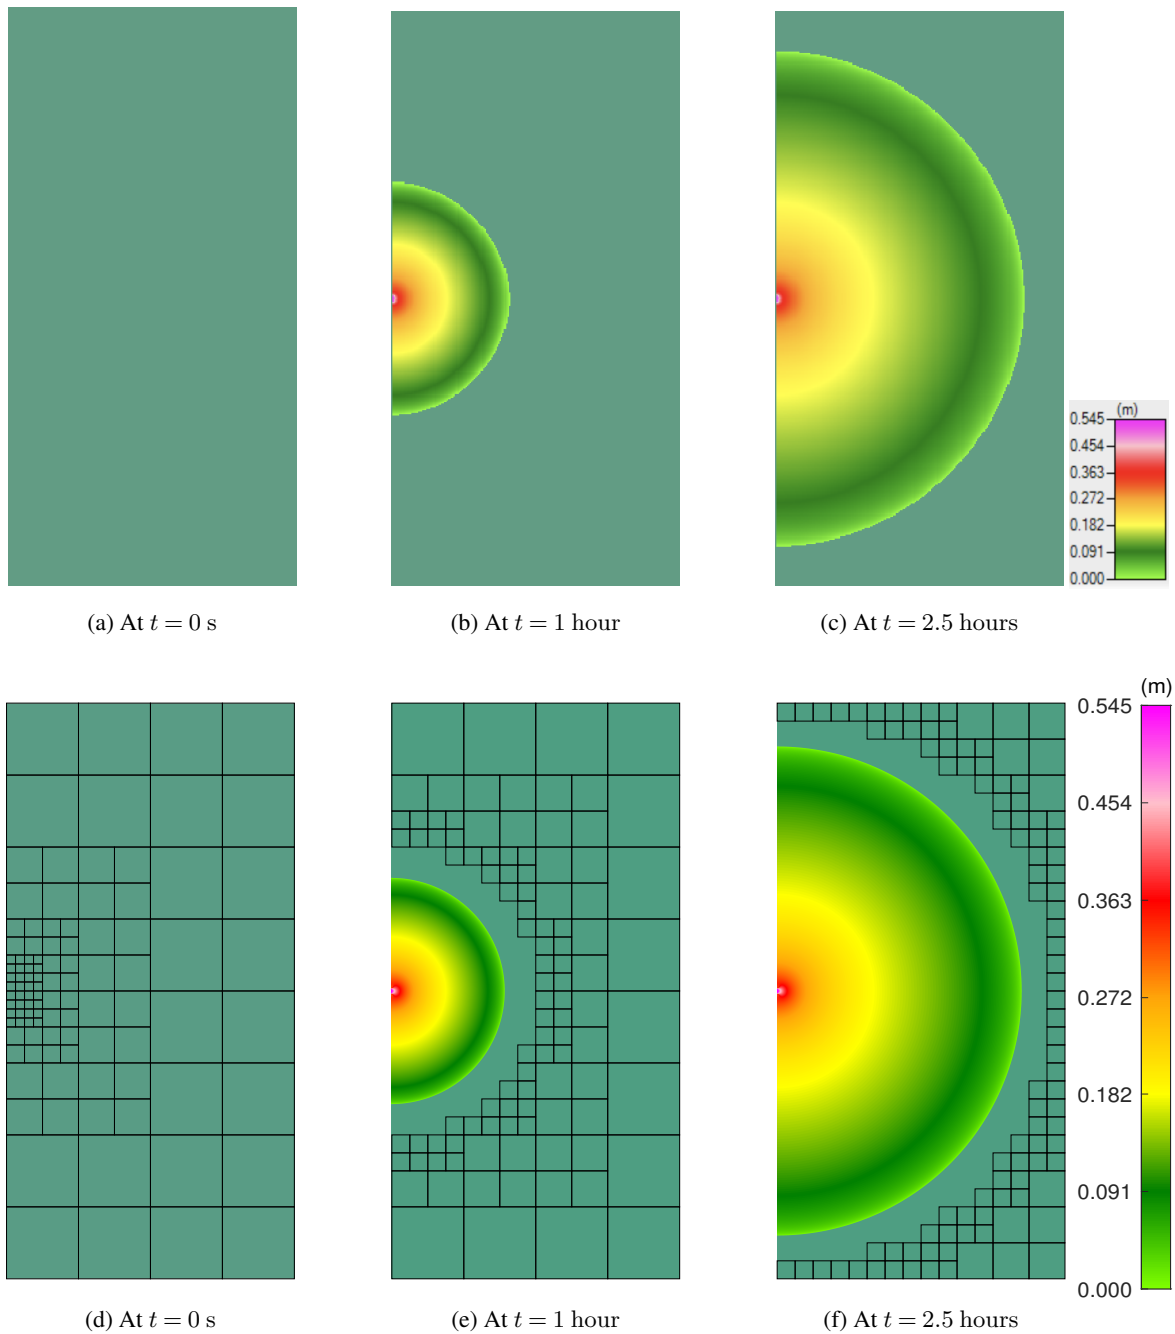 (m)
0.545
0.454
0.363
0.272
0.182
0.091
0.000
(a) At t = 0 s
(b) At t = 1 hour
(c) At t = 2.5 hours
(m)
0.545
0.454
0.363
0.272
0.182
0.091
0.000
(d) At t = 0 s
(e) At t = 1 hour
(f) At t = 2.5 hours